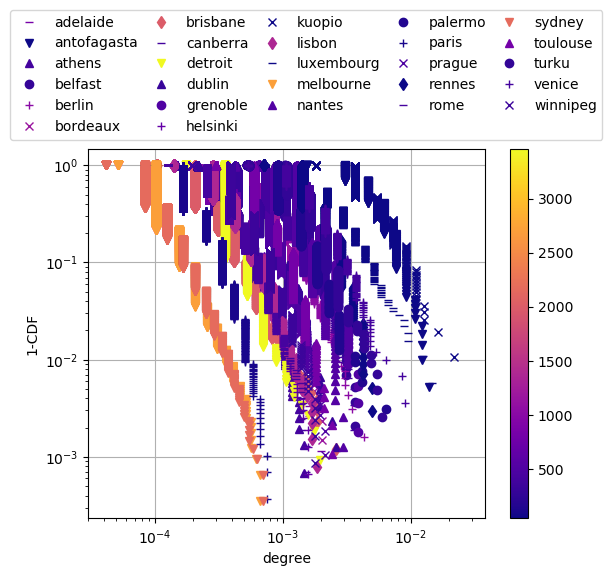 adelaide brisbane kuopio palermo sydney
antofagasta canberra lisbon paris toulouse
athens detroit luxembourg prague turku
belfast dublin melbourne rennes venice
berlin grenoble nantes rome winnipeg
bordeaux helsinki
10⁰
10⁻¹
10⁻²
10⁻³
1-CDF
10⁻⁴ 10⁻³ 10⁻²
degree
3000
2500
2000
1500
1000
500